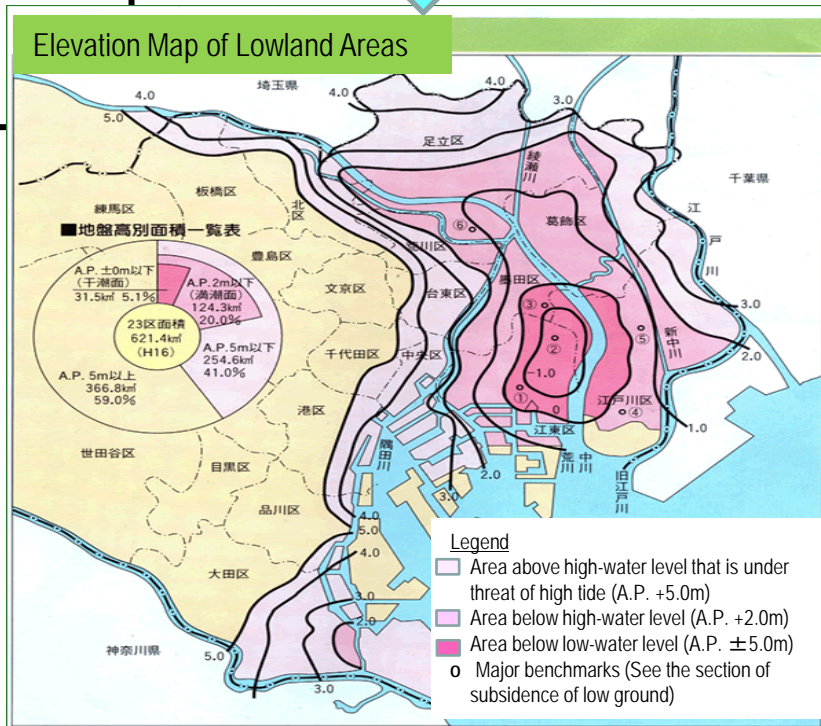 Elevation Map of Lowland Areas
埼玉県
4.0
4.0
4.0
5.0
3.0
足立区
綾瀬川
千葉県
江戸川
板橋区
練馬区
北区
葛飾区
⑥
■地盤高別面積一覧表
豊島区
荒川区
墨田区
台東区
文京区
A.P. ±0m以下
(干潮面)
31.5k㎡ 5.1%
A.P. 2m以下
(満潮面)
124.3k㎡
20.0%
23区面積
621.4k㎡
(H16)
A.P. 5m以下
254.6k㎡
41.0%
A.P. 5m以上
366.8k㎡
59.0%
千代田区
中央区
③
②
-1.0
①
0
⑤
新中川
3.0
2.0
江戸川区
④
1.0
港区
江東区
隅田川
荒川
中川
旧江戸川
2.0
3.0
世田谷区
目黒区
品川区
大田区
4.0
5.0
4.0
3.0
2.0
神奈川県
5.0
3.0
Legend
Area above high-water level that is under
threat of high tide (A.P. +5.0m)
Area below high-water level (A.P. +2.0m)
Area below low-water level (A.P. ±5.0m)
o Major benchmarks (See the section of
subsidence of low ground)